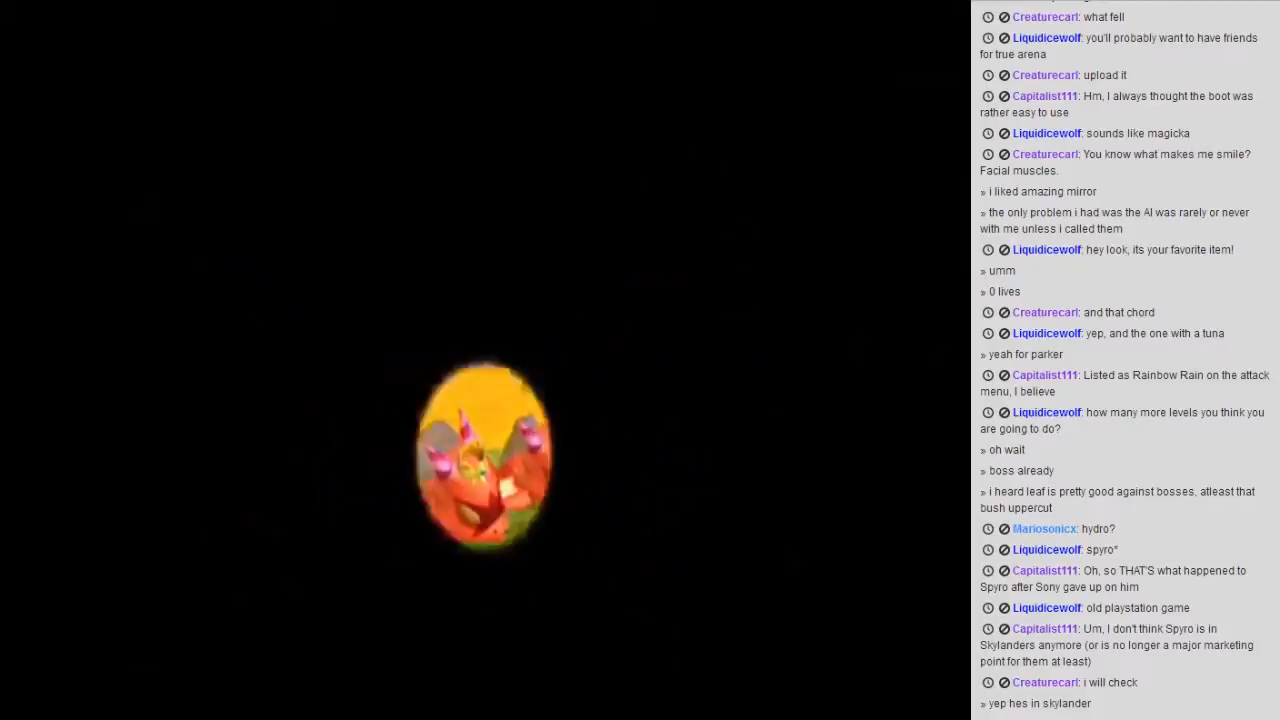 Creaturecarl: what fell
Liquidicewolf: you'll probably want to have friends
for true arena
Creaturecarl: upload it
Capitalist111: Hm, I always thought the boot was
rather easy to use
Liquidicewolf: sounds like magicka
Creaturecarl: You know what makes me smile?
Facial muscles.
» i liked amazing mirror
» the only problem i had was the AI was rarely or never
with me unless i called them
Liquidicewolf: hey look, its your favorite item!
» umm
» 0 lives
Creaturecarl: and that chord
Liquidicewolf: yep, and the one with a tuna
» yeah for parker
Capitalist111: Listed as Rainbow Rain on the attack
menu, I believe
Liquidicewolf: how many more levels you think you
are going to do?
» oh wait
» boss already
» i heard leaf is pretty good against bosses, atleast that
bush uppercut
Mariosonicx: hydro?
Liquidicewolf: spyro*
Capitalist111: Oh, so THAT'S what happened to
Spyro after Sony gave up on him
Liquidicewolf: old playstation game
Capitalist111: Um, I don't think Spyro is in
Skylanders anymore (or is no longer a major marketing
point for them at least)
Creaturecarl: i will check
» yep hes in skylander